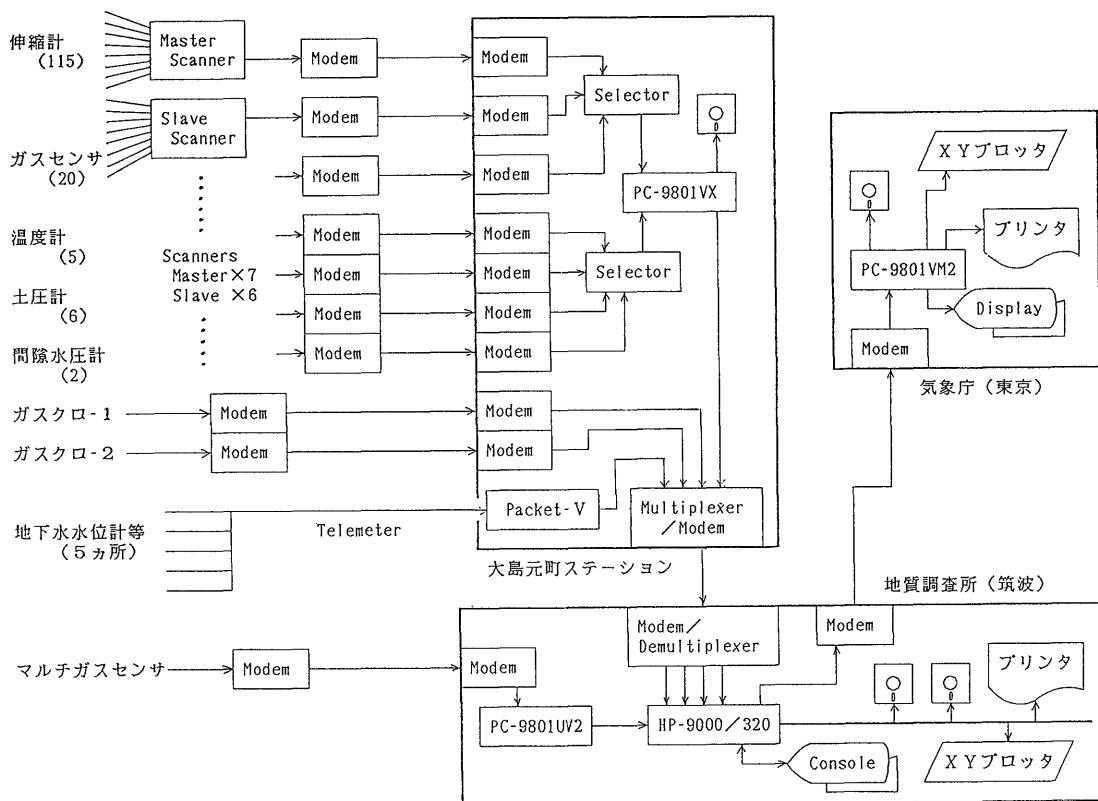 伸縮計
(115)
Master
Scanner
Modem
Modem
Selector
Slave
Scanner
Modem
Modem
ガスセンサ
(20)
Modem
Modem
PC-9801VX
温度計
(5)
Scanners
Master×7
Slave ×6
Modem
Modem
Modem
Modem
Selector
土圧計
(6)
Modem
Modem
間隙水圧計
(2)
Modem
Modem
ガスクロ-1
Modem
Modem
ガスクロ-2
Modem
Modem
地下水水位計等
(5ヵ所)
Telemeter
Packet-V
Multiplexer
/Modem
大島元町ステーション
XYプロッタ
プリンタ
PC-9801VM2
Display
Modem
気象庁(東京)
地質調査所(筑波)
マルチガスセンサ
Modem
Modem
Modem/
Demultiplexer
Modem
プリンタ
PC-9801UV2
HP-9000/320
Console
XYプロッタ